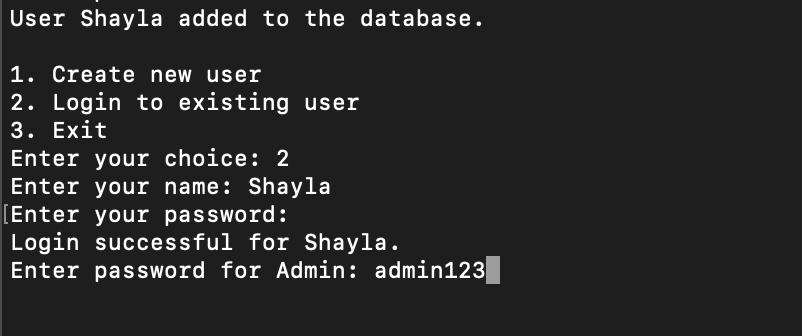 User Shayla added to the database.
1. Create new user
2. Login to existing user
3. Exit
Enter your choice: 2
Enter your name: Shayla
[Enter your password:
Login successful for Shayla.
Enter password for Admin: admin123